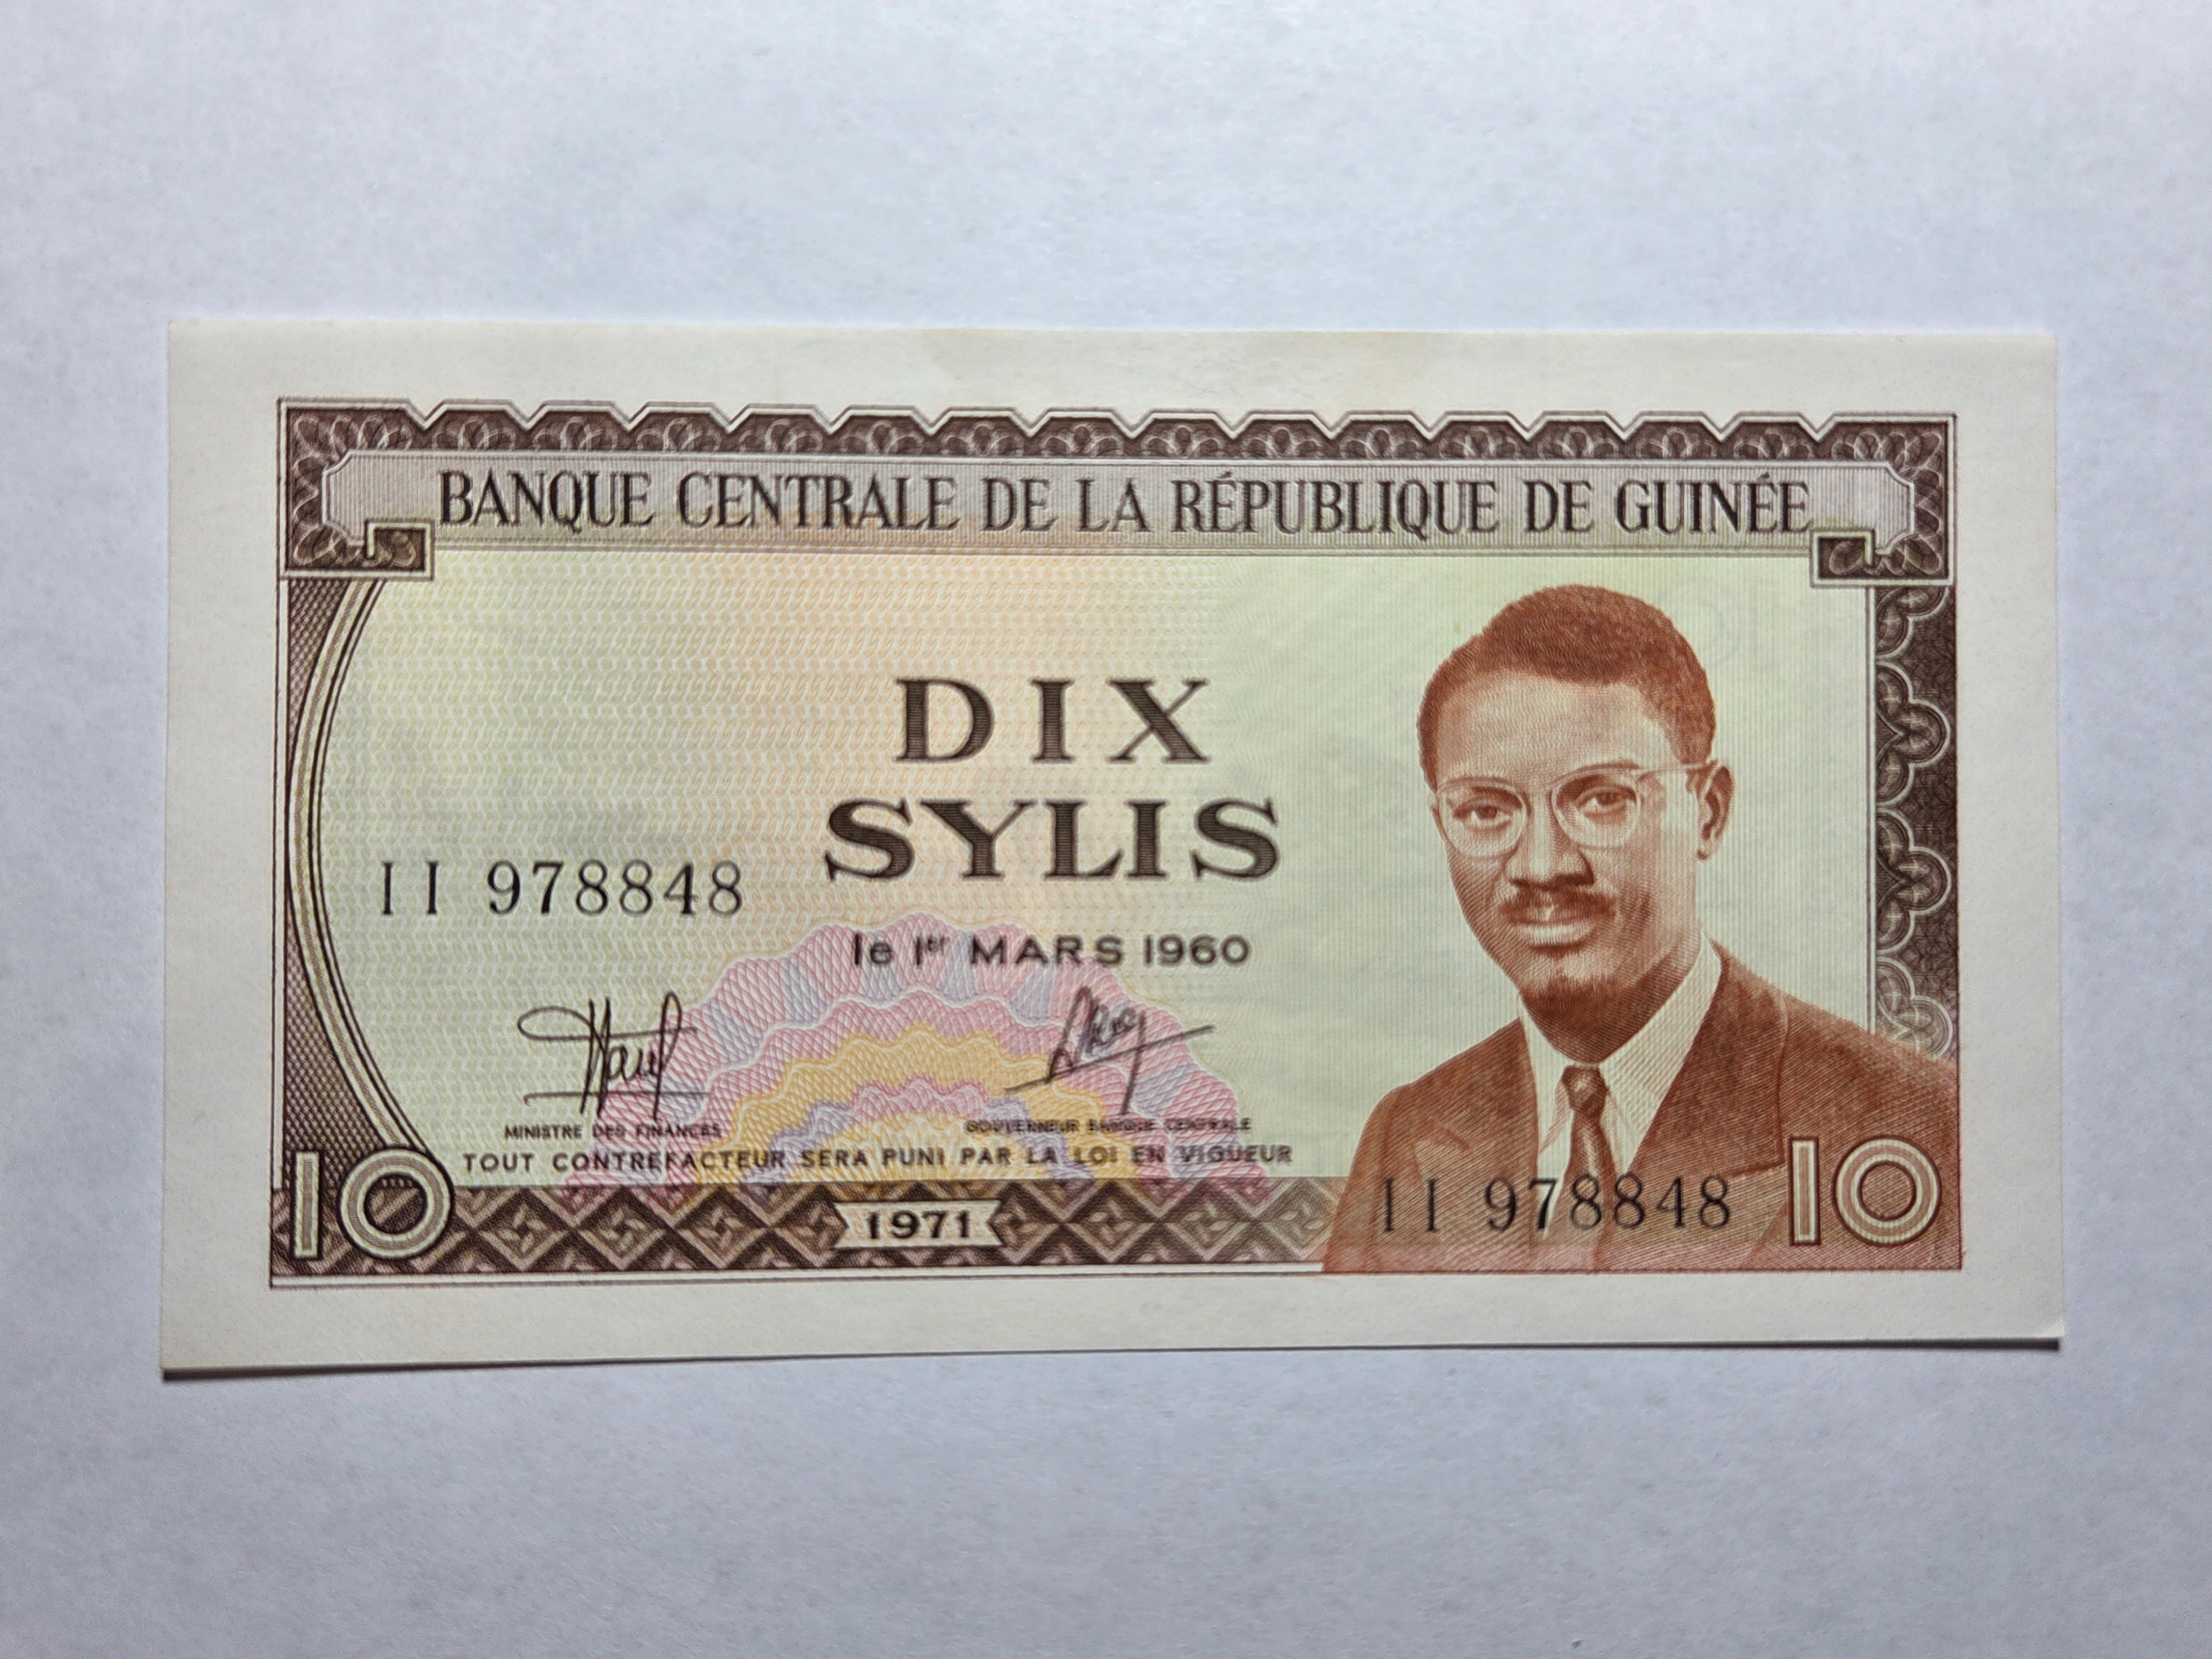 BANQUE CENTRALE DE LA RÉPUBLIQUE DE GUINÉE
DIX
SYLIS
II 978848
le 1er MARS 1960
MINISTRE DES FINANCES
GOUVERNEUR BANQUE CENTRALE
TOUT CONTREFACTEUR SERA PUNI PAR LA LOI EN VIGUEUR
10
1971
II 978848
10